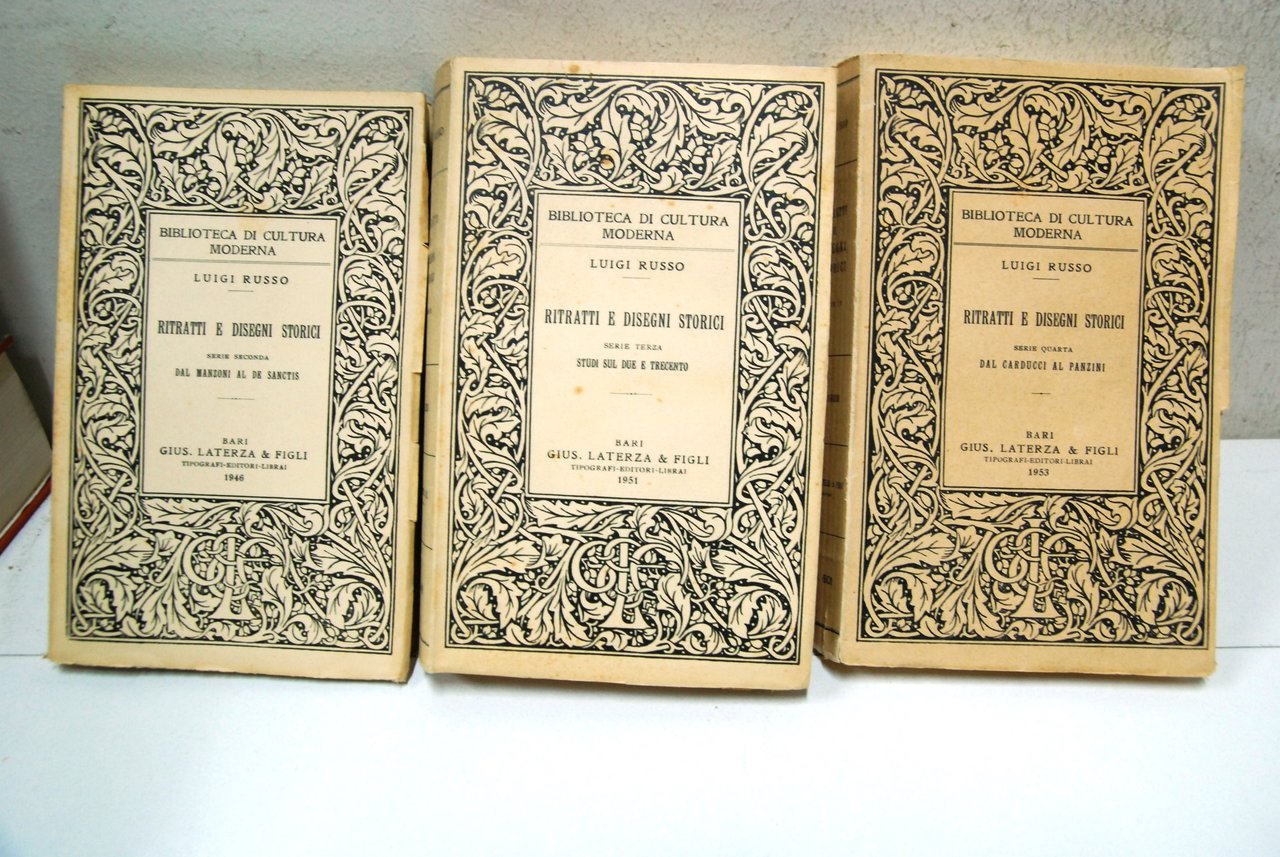 BIBLIOTECA DI CULTURA
MODERNA
LUIGI RUSSO
RITRATTI E DISEGNI STORICI
SERIE SECONDA
DAL MANZONI AL DE SANCTIS
BARI
GIUS. LATERZA & FIGLI
TIPOGRAFI-EDITORI-LIBRAI
1946
BIBLIOTECA DI CULTURA
MODERNA
LUIGI RUSSO
RITRATTI E DISEGNI STORICI
SERIE TERZA
STUDI SUL DUE E TRECENTO
BARI
GIUS. LATERZA & FIGLI
TIPOGRAFI-EDITORI-LIBRAI
1951
BIBLIOTECA DI CULTURA
MODERNA
LUIGI RUSSO
RITRATTI E DISEGNI STORICI
SERIE QUARTA
DAL CARDUCCI AL PANZINI
BARI
GIUS. LATERZA & FIGLI
TIPOGRAFI-EDITORI-LIBRAI
1953